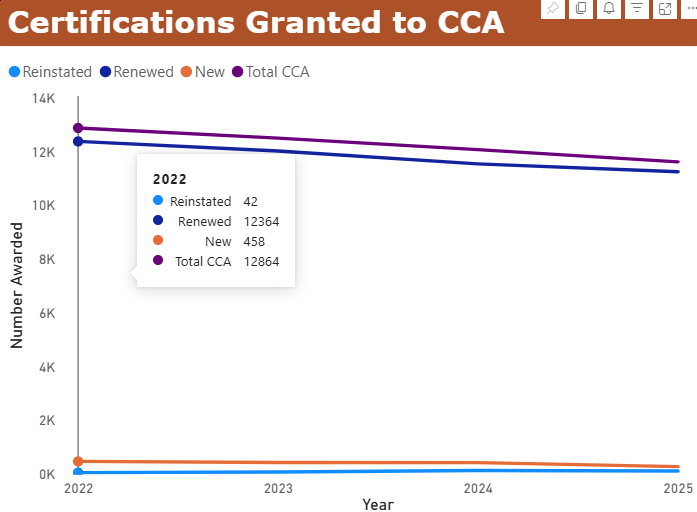 Certifications Granted to CCA
Reinstated Renewed New Total CCA
14K
12K
10K
8K
6K
4K
2K
0K
Number Awarded
2022
Reinstated 42
Renewed 12364
New 458
Total CCA 12864
2022 2023 2024 2025
Year